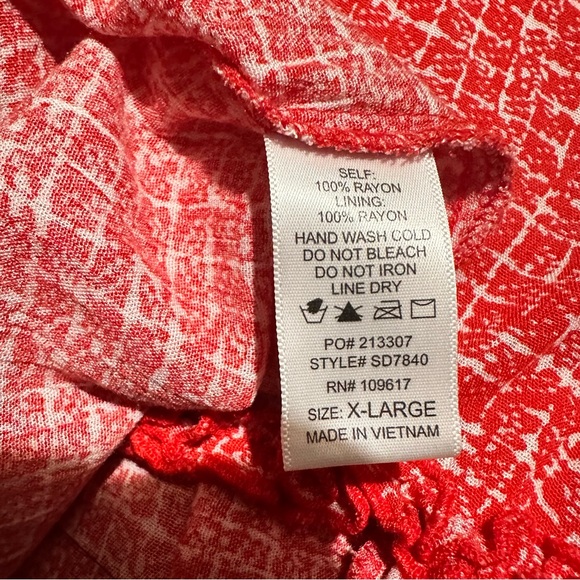 SELF:
100% RAYON
LINING:
100% RAYON
HAND WASH COLD
DO NOT BLEACH
DO NOT IRON
LINE DRY
PO# 213307
STYLE# SD7840
RN# 109617
SIZE: X-LARGE
MADE IN VIETNAM